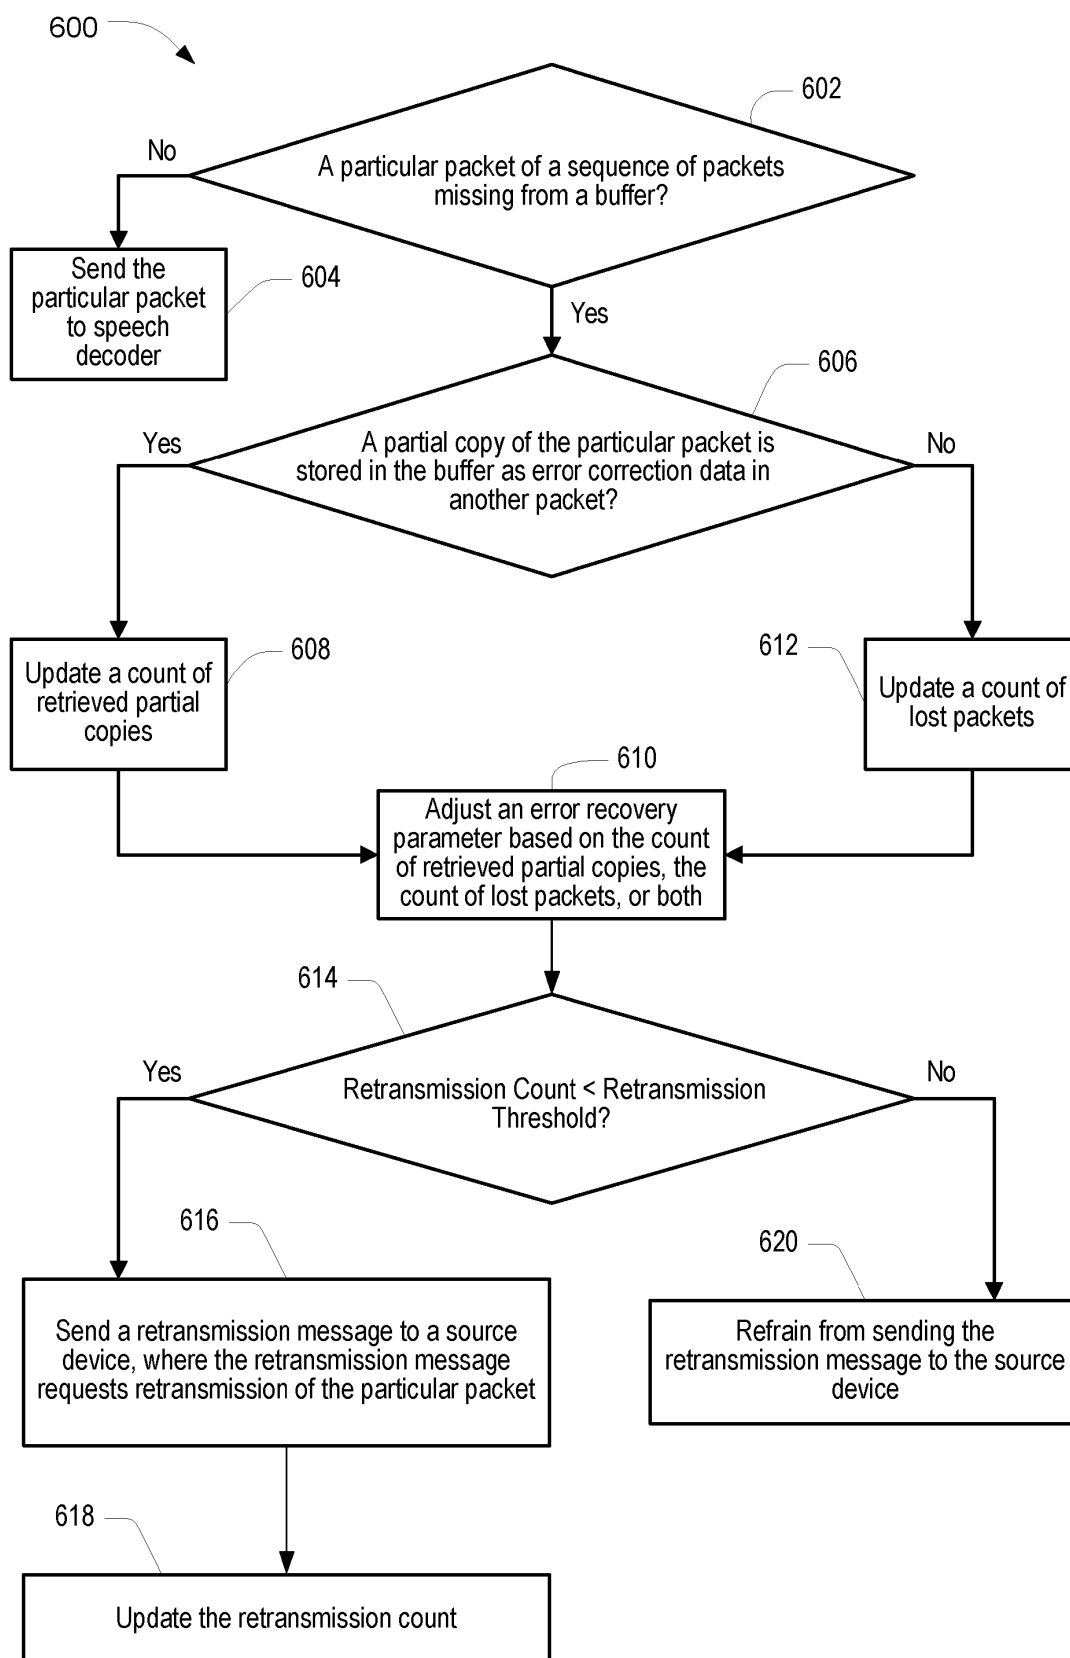 600
602
No
A particular packet of a sequence of packets
missing from a buffer?
Send the
particular packet
to speech
decoder
604
Yes
606
Yes
No
A partial copy of the particular packet is
stored in the buffer as error correction data in
another packet?
608
612
Update a count of
retrieved partial
copies
Update a count of
lost packets
610
Adjust an error recovery
parameter based on the count
of retrieved partial copies, the
count of lost packets, or both
614
Yes
No
Retransmission Count < Retransmission
Threshold?
616
620
Send a retransmission message to a source
device, where the retransmission message
requests retransmission of the particular packet
Refrain from sending the
retransmission message to the source
device
618
Update the retransmission count